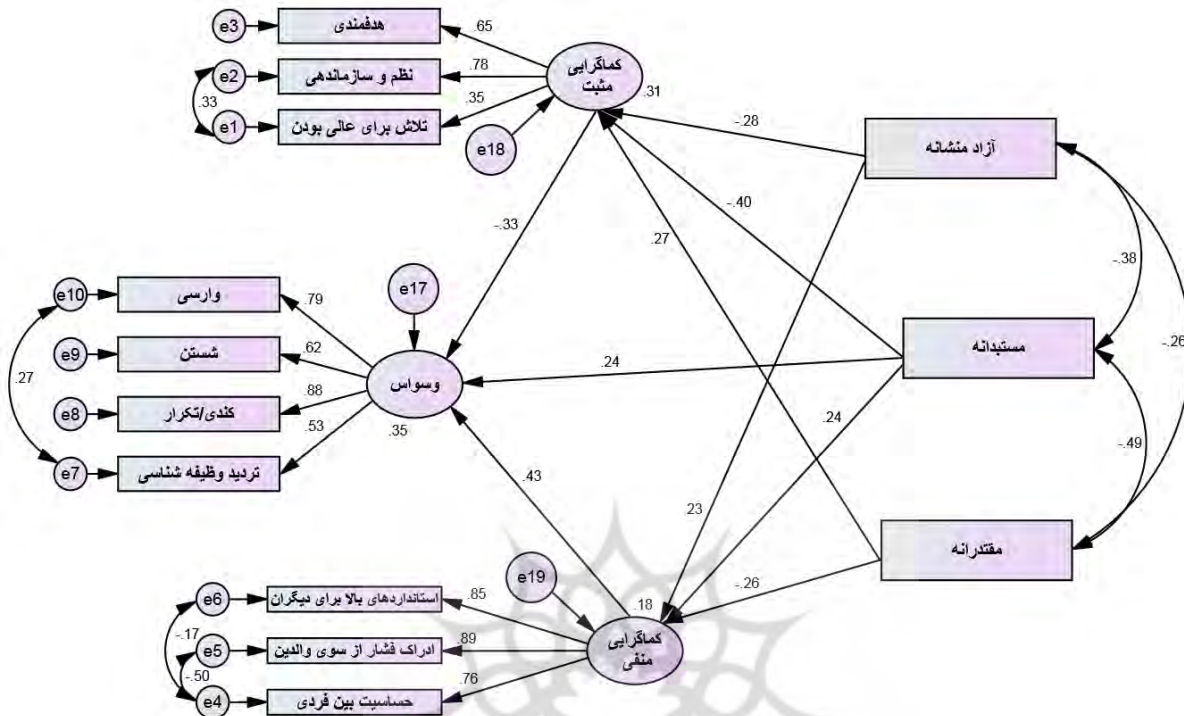 e3
هدفمندی
.65
e2
نظم و سازماندهی
.78
.33
e1
تلاش برای عالی بودن
.35
کماگرایی
مثبت
.31
e18
-.28
آزاد منشانه
-.40
.27
-.33
-.38
e10
وارسی
.79
e17
e9
شستن
.62
.27
وسواس
.24
مستبدانه
-.26
e8
کندی/تکرار
.88
.35
.24
e7
تردید وظیفه شناسی
.53
-.49
.43
.23
مقتدرانه
e19
-.26
.18
e6
استانداردهای بالا برای دیگران
.85
-.17
e5
ادراک فشار از سوی والدین
.89
کماگرایی
منفی
-.50
e4
حساسیت بین فردی
.76